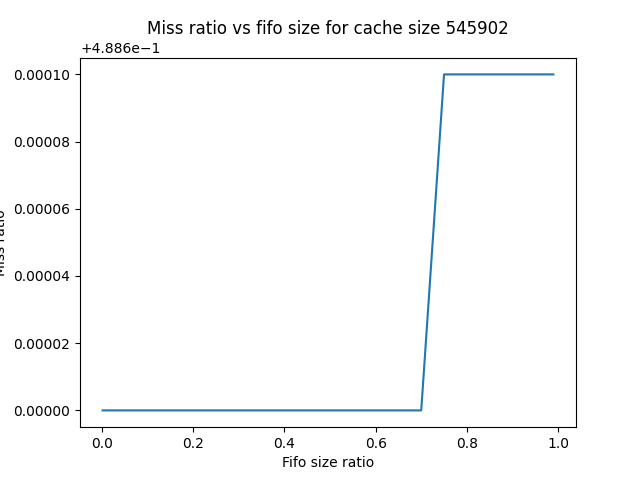 Miss ratio vs fifo size for cache size 545902
+4.886e−1
0.00010
0.00008
0.00006
0.00004
0.00002
0.00000
Miss ratio
0.0 0.2 0.4 0.6 0.8 1.0
Fifo size ratio